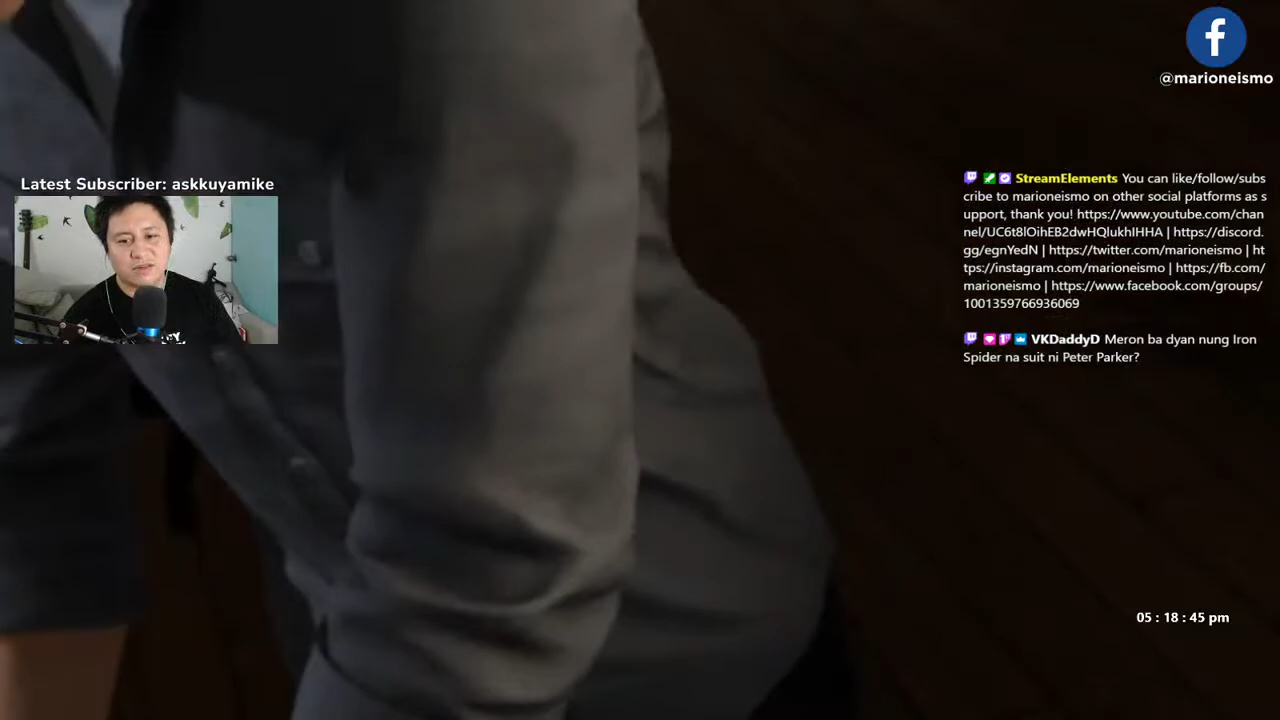 @marioneismo
Latest Subscriber: askkuyamike
StreamElements You can like/follow/subs
cribe to marioneismo on other social platforms as s
upport, thank you! https://www.youtube.com/chan
nel/UC6t8lOihEB2dwHQlukhIHHA | https://discord.
gg/egnYedN | https://twitter.com/marioneismo | ht
tps://instagram.com/marioneismo | https://fb.com/
marioneismo | https://www.facebook.com/groups/
1001359766936069
VKDaddyD Meron ba dyan nung Iron
Spider na suit ni Peter Parker?
05 : 18 : 45 pm